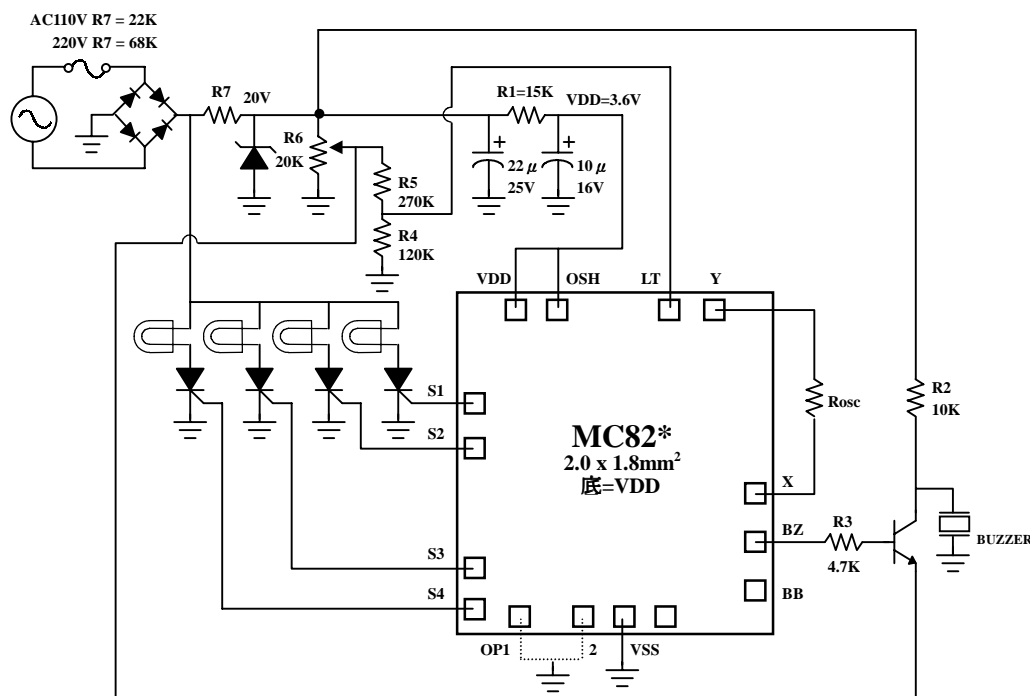 AC110V R7 = 22K
220V R7 = 68K
R7
20V
R1=15K
VDD=3.6V
R6
20K
22μ
25V
10μ
16V
R5
270K
R4
120K
VDD
OSH
LT
Y
S1
S2
S3
S4
MC82*
2.0 x 1.8mm²
底=VDD
Rosc
R2
10K
X
BZ
R3
4.7K
BUZZER
BB
OP1
2
VSS